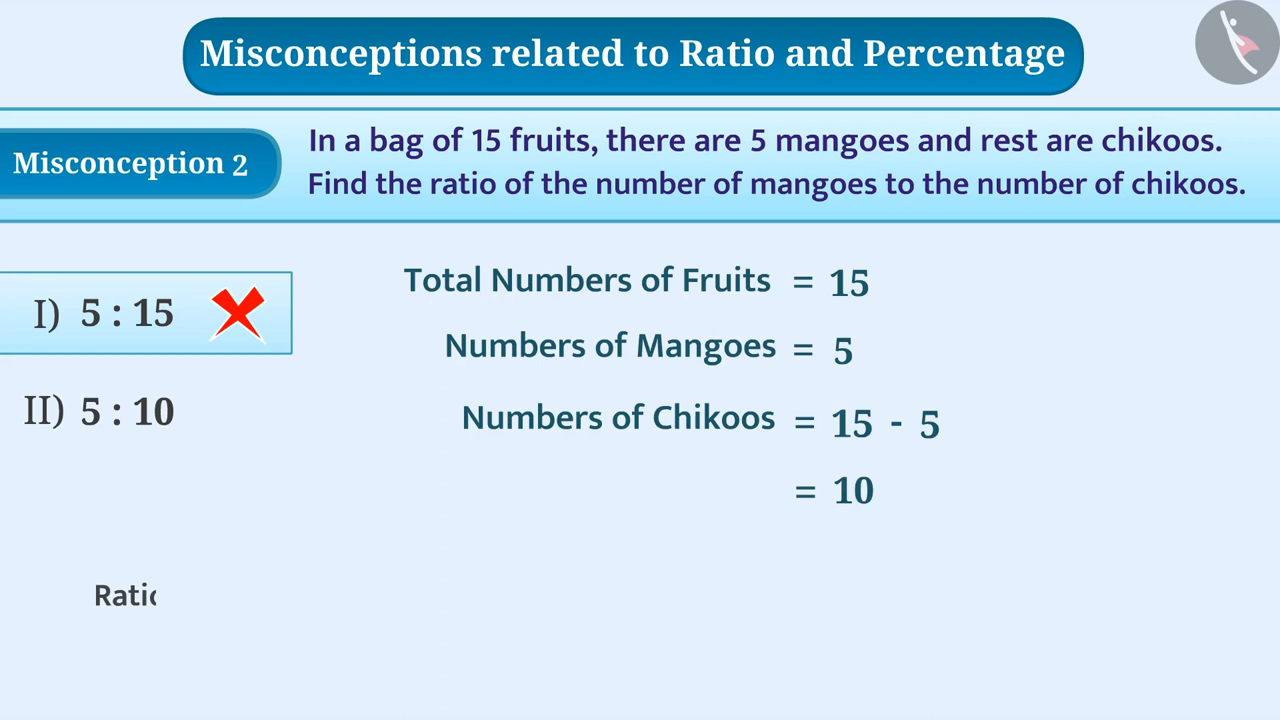 Misconceptions related to Ratio and Percentage
Misconception 2
In a bag of 15 fruits, there are 5 mangoes and rest are chikoos.
Find the ratio of the number of mangoes to the number of chikoos.
I) 5 : 15
II) 5 : 10
Total Numbers of Fruits = 15
Numbers of Mangoes = 5
Numbers of Chikoos = 15 - 5
= 10